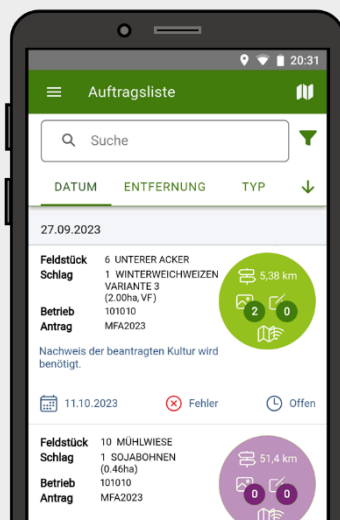 20:31
Auftragsliste
Suche
DATUM ENTFERNUNG TYP
27.09.2023
Feldstück 6 UNTERER ACKER
Schlag 1 WINTERWEICHWEIZEN
VARIANTE 3
(2.00ha, VF)
Betrieb 101010
Antrag MFA2023
5,38 km
2 0
Nachweis der beantragten Kultur wird
benötigt.
11.10.2023 Fehler Offen
Feldstück 10 MÜHLWIESE
Schlag 1 SOJABOHNEN
(0.46ha)
Betrieb 101010
Antrag MFA2023
51,4 km
0 0